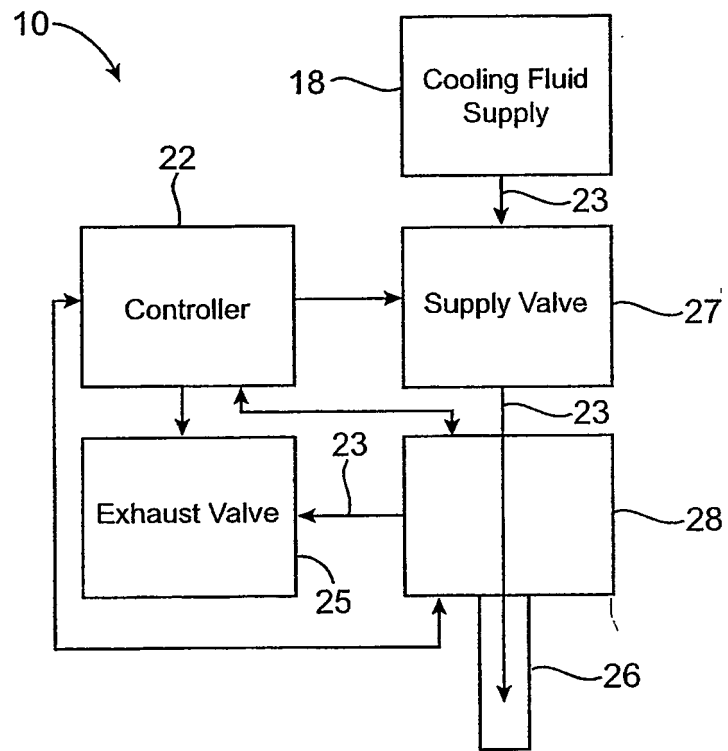 10
18
Cooling Fluid
Supply
23
22
Controller
Supply Valve
27
23
23
Exhaust Valve
25
28
26